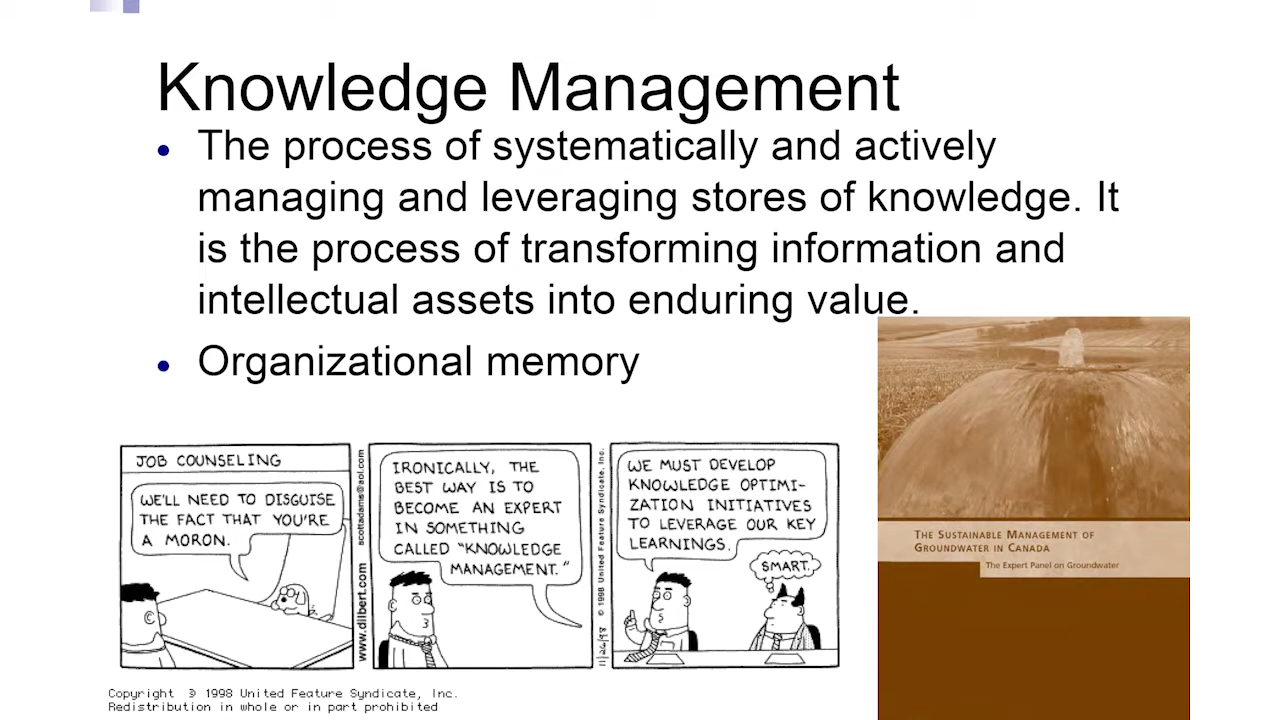 Knowledge Management
The process of systematically and actively
managing and leveraging stores of knowledge. It
is the process of transforming information and
intellectual assets into enduring value.
Organizational memory
JOB COUNSELING
WE'LL NEED TO DISGUISE
THE FACT THAT YOU'RE
A MORON.
www.dilbert.com scottadams@aol.com
IRONICALLY, THE
BEST WAY IS TO
BECOME AN EXPERT
IN SOMETHING
CALLED "KNOWLEDGE
MANAGEMENT."
11/26/98 © 1998 United Feature Syndicate, Inc.
WE MUST DEVELOP
KNOWLEDGE OPTIMI-
ZATION INITIATIVES
TO LEVERAGE OUR KEY
LEARNINGS.
SMART.
THE SUSTAINABLE MANAGEMENT OF
GROUNDWATER IN CANADA
The Expert Panel on Groundwater
Copyright © 1998 United Feature Syndicate, Inc.
Redistribution in whole or in part prohibited